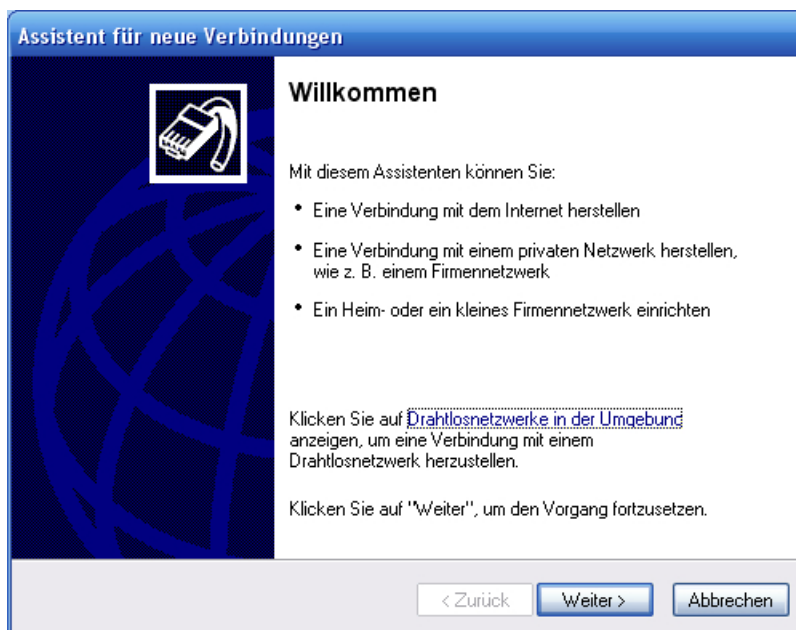 Assistent für neue Verbindungen
Willkommen
Mit diesem Assistenten können Sie:
• Eine Verbindung mit dem Internet herstellen
• Eine Verbindung mit einem privaten Netzwerk herstellen,
wie z. B. einem Firmennetzwerk
• Ein Heim- oder ein kleines Firmennetzwerk einrichten
Klicken Sie auf Drahtlosnetzwerke in der Umgebung
anzeigen, um eine Verbindung mit einem
Drahtlosnetzwerk herzustellen.
Klicken Sie auf "Weiter", um den Vorgang fortzusetzen.
< Zurück Weiter > Abbrechen